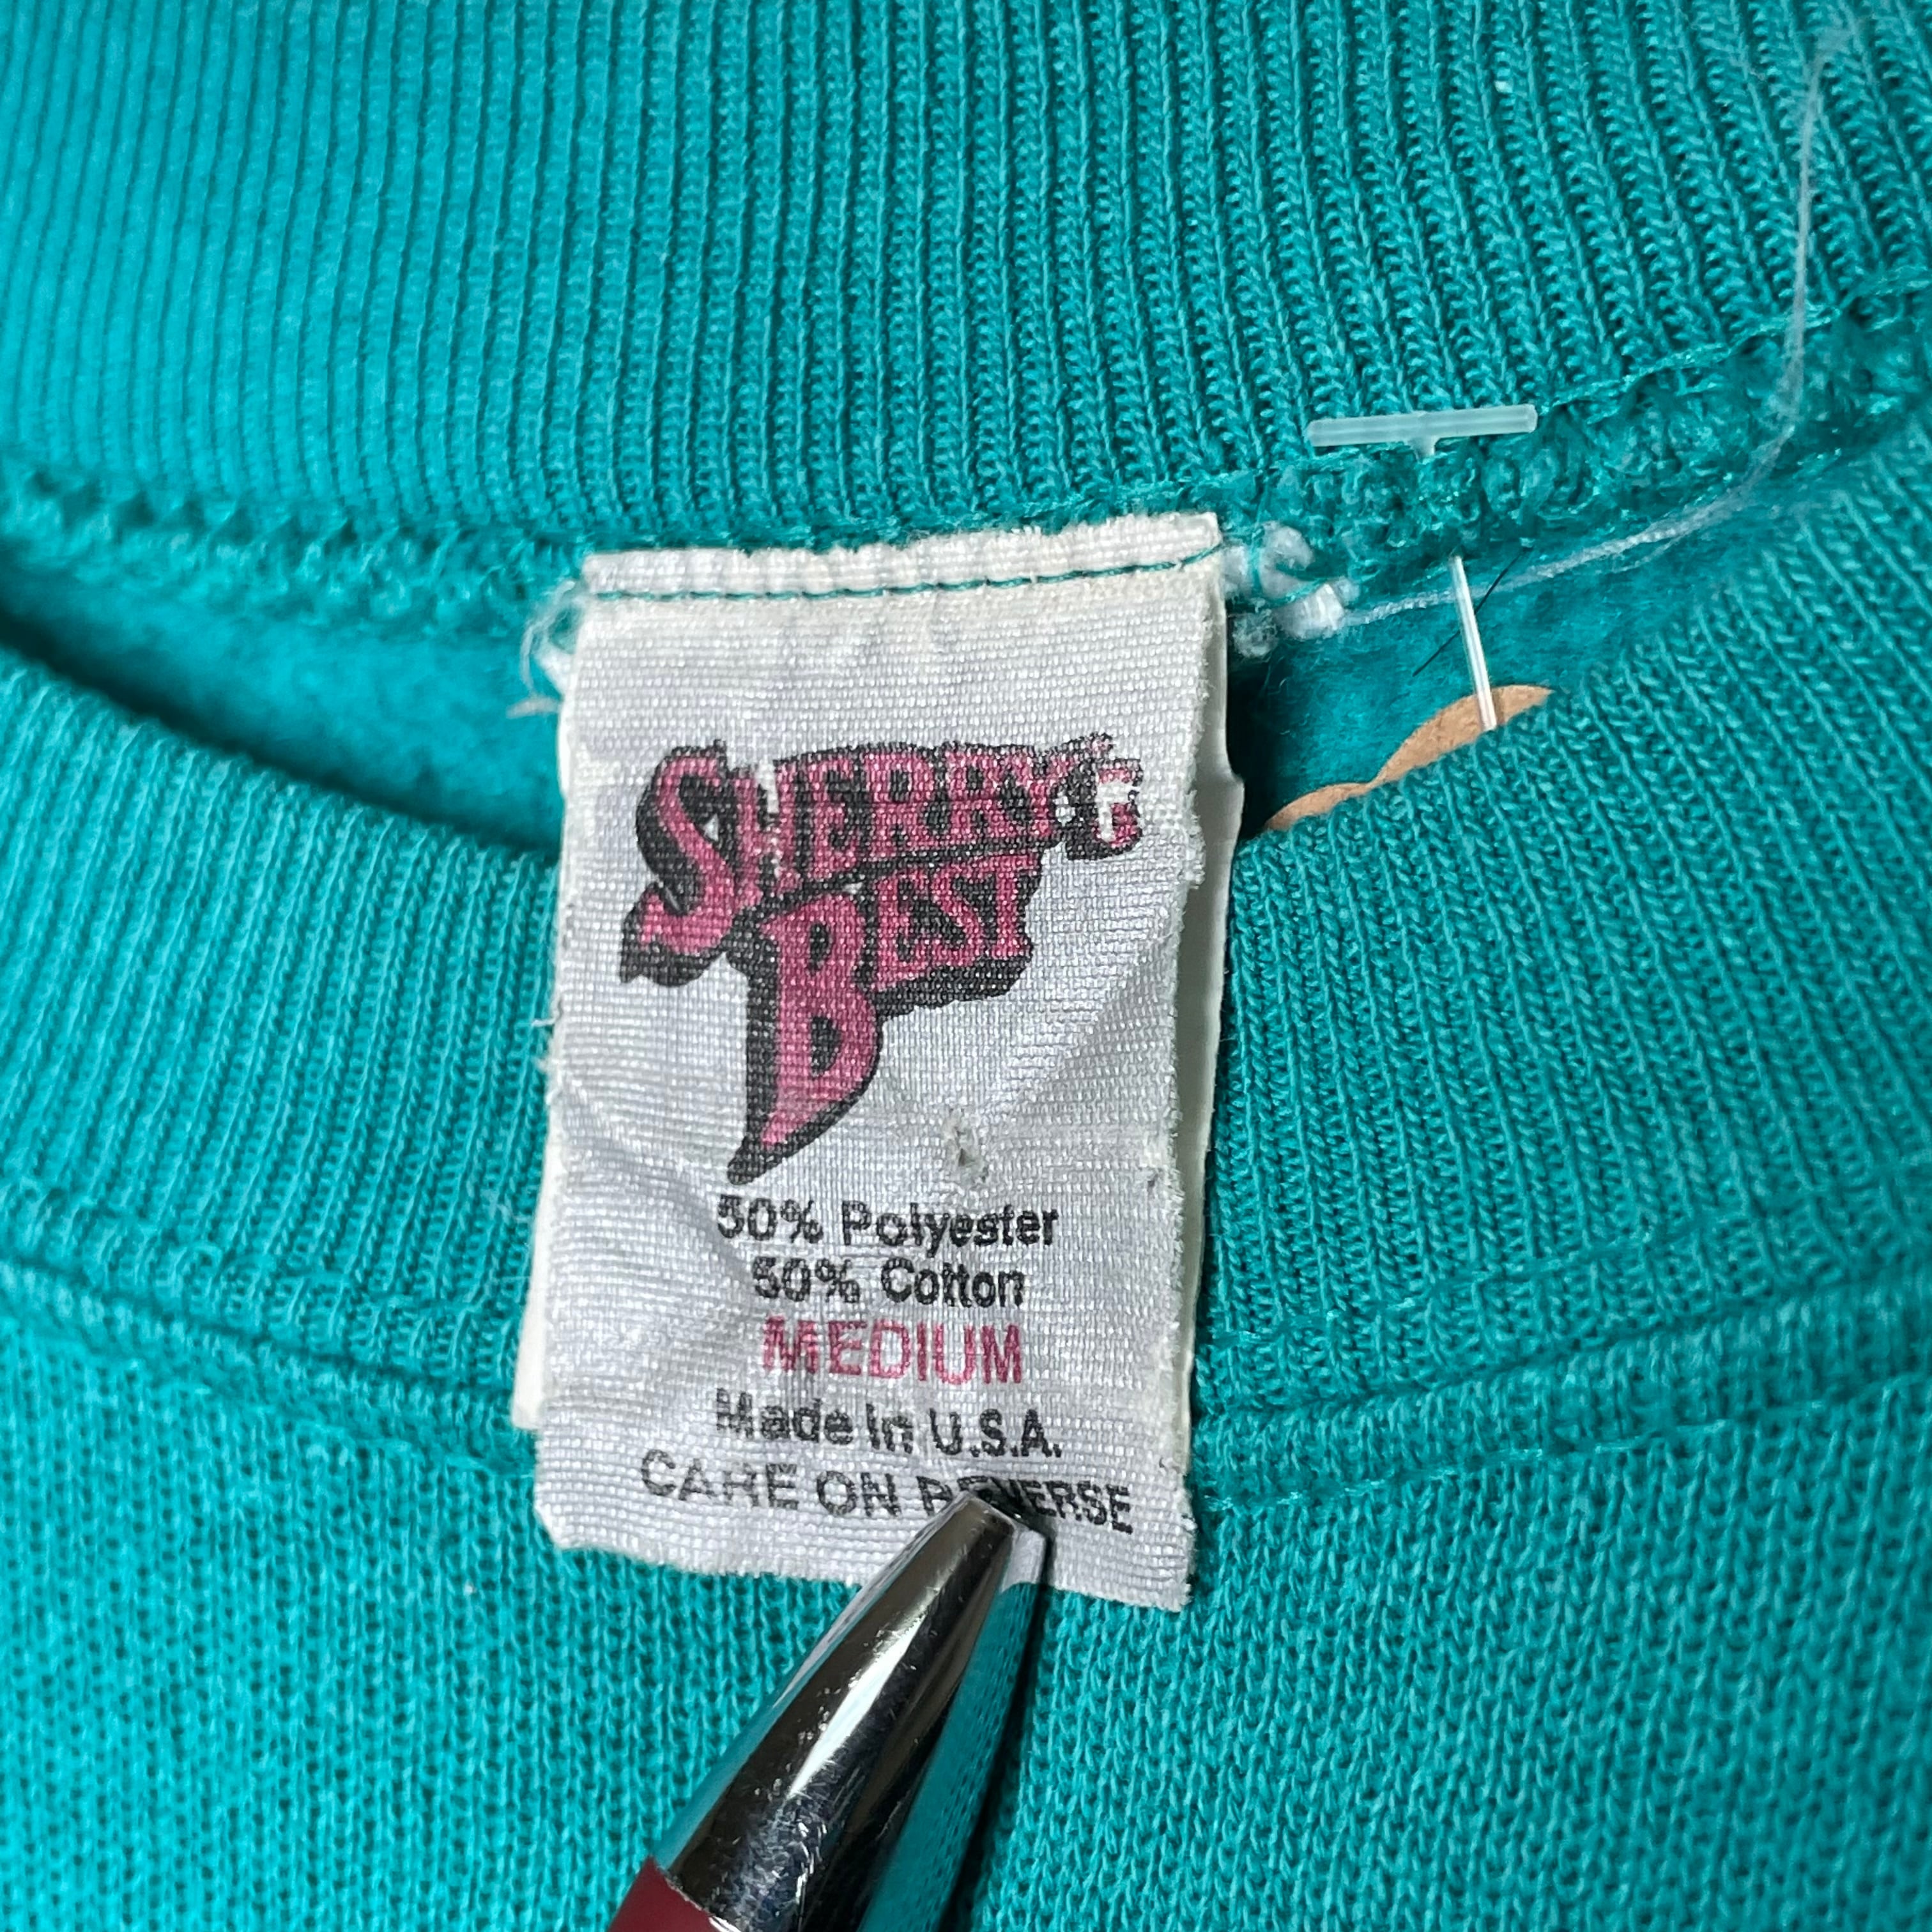 SHERRY'S
BEST
50% Polyester
50% Cotton
MEDIUM
Made In U.S.A.
CARE ON REVERSE